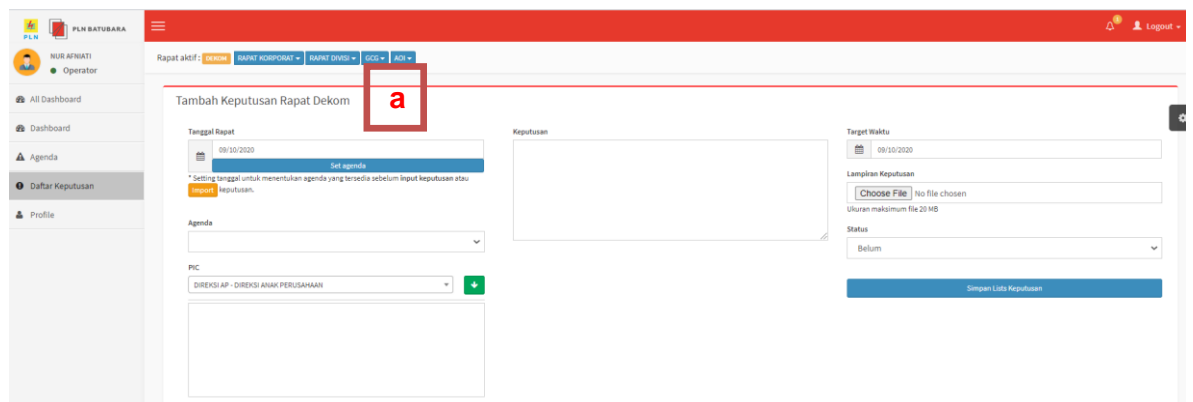 PLN
PLN BATUBARA
1
Logout
NUR AFNIATI
Operator
Rapat aktif : DEKOM RAPAT KORPORAT RAPAT DIVISI GCG AOI
All Dashboard
Dashboard
Agenda
Daftar Keputusan
Profile
Tambah Keputusan Rapat Dekom
a
Tanggal Rapat
09/10/2020
Set agenda
* Setting tanggal untuk menentukan agenda yang tersedia sebelum input keputusan atau
Import keputusan.
Agenda
PIC
DIREKSI AP - DIREKSI ANAK PERUSAHAAN
Keputusan
Target Waktu
09/10/2020
Lampiran Keputusan
Choose File No file chosen
Ukuran maksimum file 20 MB
Status
Belum
Simpan Lists Keputusan